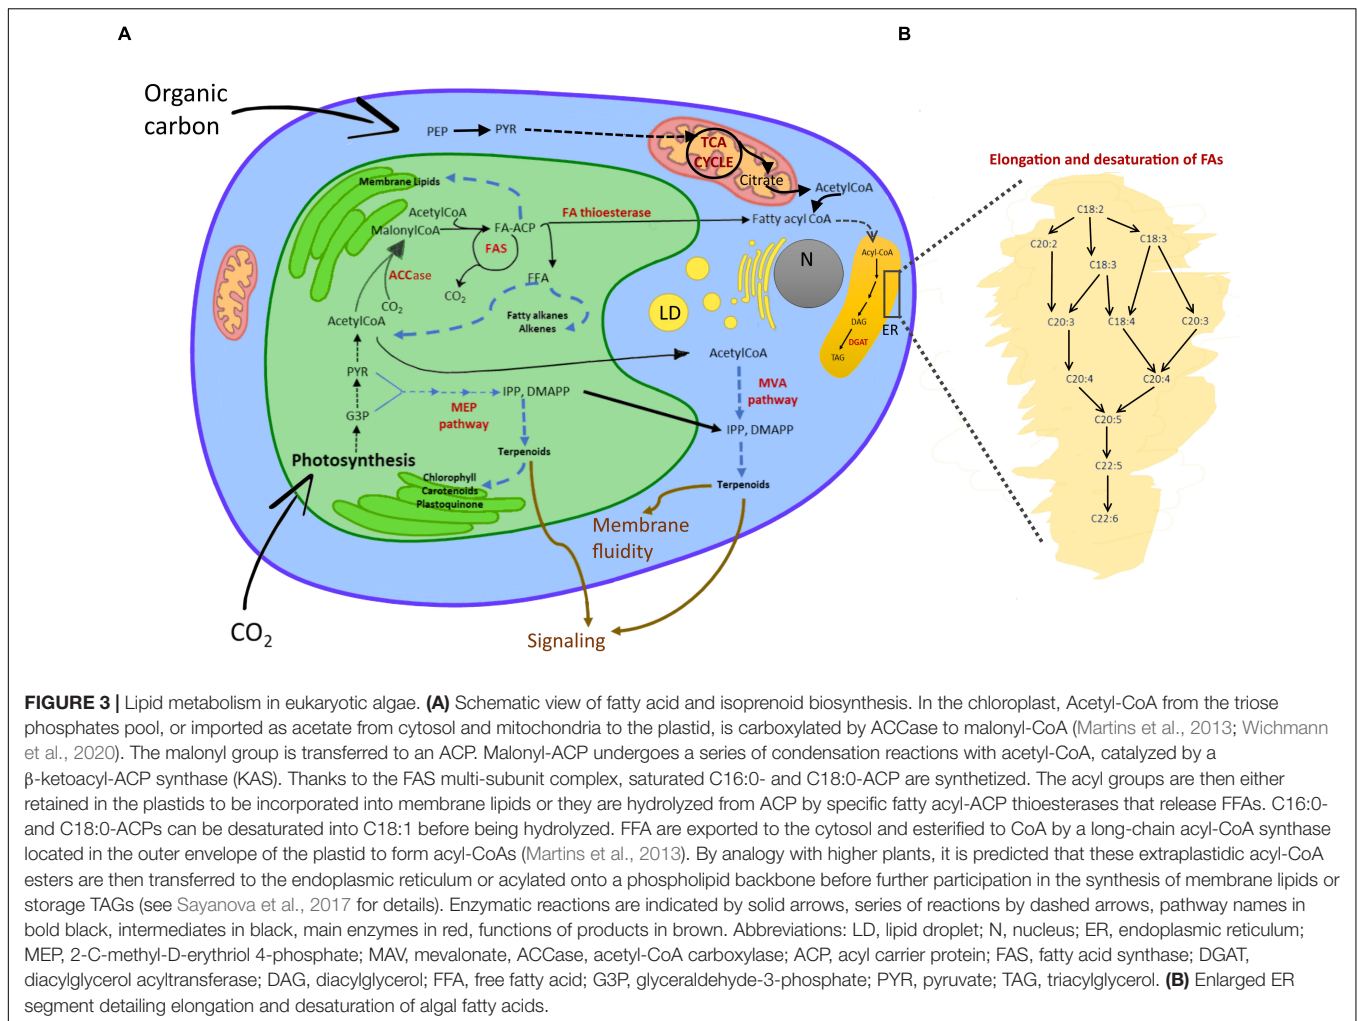 A
B
Organic
carbon
PEP
PYR
TCA
CYCLE
Citrate
AcetylCoA
Elongation and desaturation of FAs
Membrane Lipids
AcetylCoA
MalonylCoA
FA-ACP
FA thioesterase
Fatty acyl CoA
FAS
ACCase
CO2
CO2
FFA
Fatty alkanes
Alkenes
AcetylCoA
N
LD
Acyl-CoA
DAG
DGAT
TAG
ER
C18:2
C20:2
C18:3
C18:3
C20:3
C18:4
C20:3
C20:4
C20:4
C20:5
C22:5
C22:6
AcetylCoA
PYR
G3P
MEP
pathway
IPP, DMAPP
MVA
pathway
IPP, DMAPP
Photosynthesis
Terpenoids
Terpenoids
Chlorophyll
Carotenoids
Plastoquinone
Membrane
fluidity
CO2
Signaling
FIGURE 3 | Lipid metabolism in eukaryotic algae. (A) Schematic view of fatty acid and isoprenoid biosynthesis. In the chloroplast, Acetyl-CoA from the triose
phosphates pool, or imported as acetate from cytosol and mitochondria to the plastid, is carboxylated by ACCase to malonyl-CoA (Martins et al., 2013; Wichmann
et al., 2020). The malonyl group is transferred to an ACP. Malonyl-ACP undergoes a series of condensation reactions with acetyl-CoA, catalyzed by a
β-ketoacyl-ACP synthase (KAS). Thanks to the FAS multi-subunit complex, saturated C16:0- and C18:0-ACP are synthetized. The acyl groups are then either
retained in the plastids to be incorporated into membrane lipids or they are hydrolyzed from ACP by specific fatty acyl-ACP thioesterases that release FFAs. C16:0-
and C18:0-ACPs can be desaturated into C18:1 before being hydrolyzed. FFA are exported to the cytosol and esterified to CoA by a long-chain acyl-CoA synthase
located in the outer envelope of the plastid to form acyl-CoAs (Martins et al., 2013). By analogy with higher plants, it is predicted that these extraplastidic acyl-CoA
esters are then transferred to the endoplasmic reticulum or acylated onto a phospholipid backbone before further participation in the synthesis of membrane lipids or
storage TAGs (see Sayanova et al., 2017 for details). Enzymatic reactions are indicated by solid arrows, series of reactions by dashed arrows, pathway names in
bold black, intermediates in black, main enzymes in red, functions of products in brown. Abbreviations: LD, lipid droplet; N, nucleus; ER, endoplasmic reticulum;
MEP, 2-C-methyl-D-erythriol 4-phosphate; MAV, mevalonate, ACCase, acetyl-CoA carboxylase; ACP, acyl carrier protein; FAS, fatty acid synthase; DGAT,
diacylglycerol acyltransferase; DAG, diacylglycerol; FFA, free fatty acid; G3P, glyceraldehyde-3-phosphate; PYR, pyruvate; TAG, triacylglycerol. (B) Enlarged ER
segment detailing elongation and desaturation of algal fatty acids.